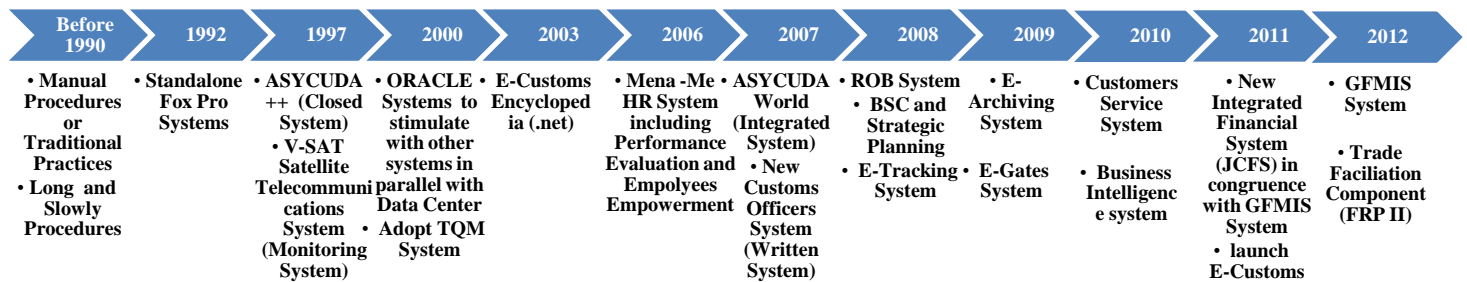 Before
1990
1992
1997
2000
2003
2006
2007
2008
2009
2010
2011
2012
• Manual
Procedures
or
Traditional
Practices
• Long and
Slowly
Procedures
• Standalone
Fox Pro
Systems
• ASYCUDA
++ (Closed
System)
• V-SAT
Satellite
Telecommuni
cations
System
(Monitoring
System)
• ORACLE
Systems to
stimulate
with other
systems in
parallel with
Data Center
• Adopt TQM
System
• E-Customs
Encycloped
ia (.net)
• Mena -Me
HR System
including
Performance
Evaluation and
Empolyees
Empowerment
• ASYCUDA
World
(Integrated
System)
• New
Customs
Officers
System
(Written
System)
• ROB System
• BSC and
Strategic
Planning
• E-Tracking
System
• E-
Archiving
System
• E-Gates
System
• Customers
Service
System
• Business
Intelligenc
e system
• New
Integrated
Financial
System
(JCFS) in
congruence
with GFMIS
System
• launch
E-Customs
• GFMIS
System
• Trade
Faciliation
Component
(FRP II)